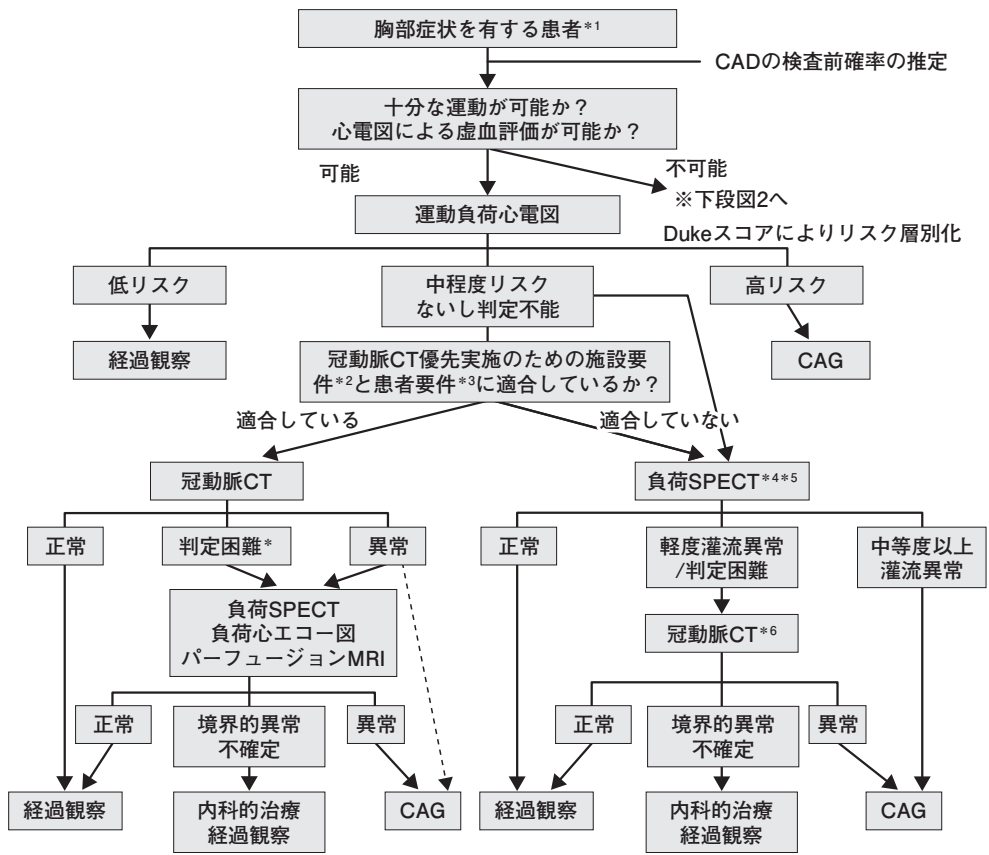 胸部症状を有する患者*1
CADの検査前確率の推定
十分な運動が可能か？
心電図による虚血評価が可能か？
可能
不可能
※下段図2へ
運動負荷心電図
Dukeスコアによりリスク層別化
低リスク
中程度リスク
ないし判定不能
高リスク
経過観察
CAG
冠動脈CT優先実施のための施設要
件*2と患者要件*3に適合しているか？
適合している
適合していない
冠動脈CT
負荷SPECT*4*5
正常
判定困難*
異常
正常
軽度灌流異常
/判定困難
中等度以上
灌流異常
負荷SPECT
負荷心エコー図
パーフュージョンMRI
冠動脈CT*6
正常
境界的異常
不確定
異常
正常
境界的異常
不確定
異常
経過観察
内科的治療
経過観察
CAG
経過観察
内科的治療
経過観察
CAG